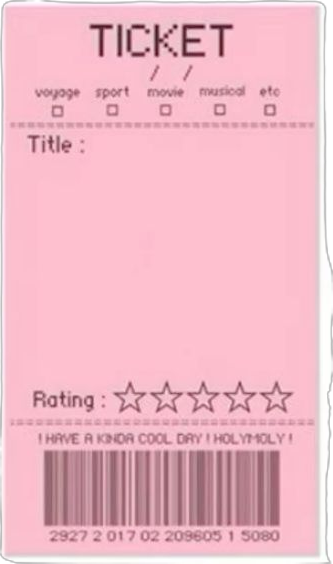 TICKET
/ /
voyage sport movie musical etc
Title :
Rating :
! HAVE A KINDA COOL DAY ! HOLYMOLY !
2927 2 017 02 209605 1 5080